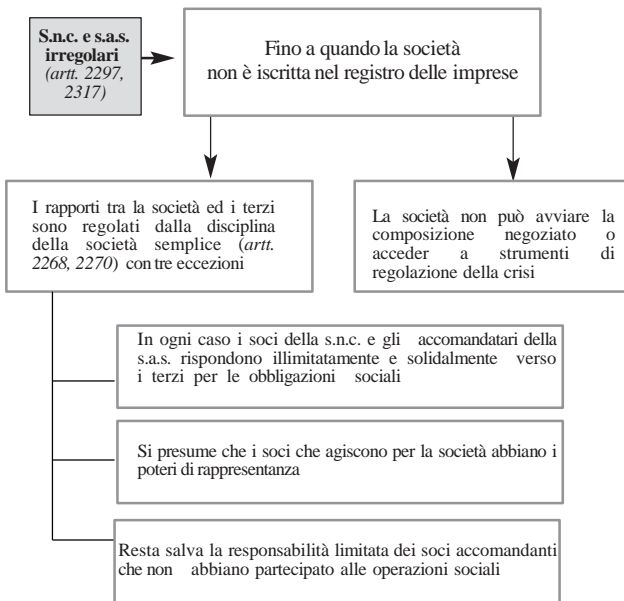 S.n.c. e s.a.s.
irregolari
(artt. 2297,
2317)
Fino a quando la società
non è iscritta nel registro delle imprese
I rapporti tra la società ed i terzi
sono regolati dalla disciplina
della società semplice (artt.
2268, 2270) con tre eccezioni
La società non può avviare la
composizione negoziato o
acceder a strumenti di
regolazione della crisi
In ogni caso i soci della s.n.c. e gli accomandatari della
s.a.s. rispondono illimitatamente e solidalmente verso
i terzi per le obbligazioni sociali
Si presume che i soci che agiscono per la società abbiano i
poteri di rappresentanza
Resta salva la responsabilità limitata dei soci accomandanti
che non abbiano partecipato alle operazioni sociali